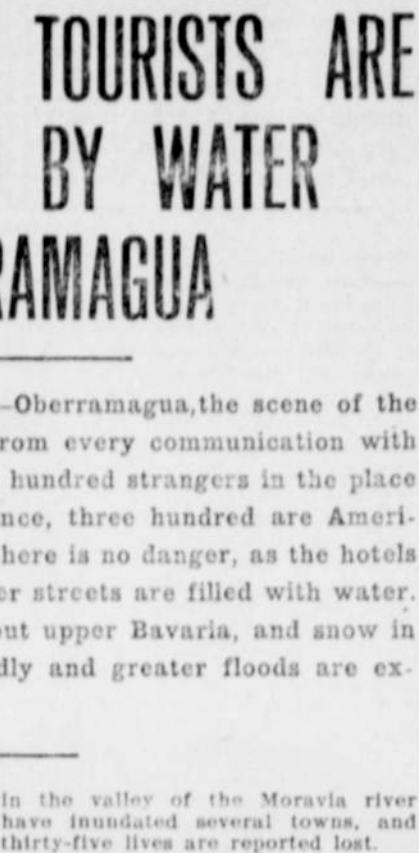 TOURISTS ARE
BY WATER
RAMAGUA
—Oberramagua,the scene of the
rom every communication with
hundred strangers in the place
nce, three hundred are Ameri-
here is no danger, as the hotels
er streets are filled with water.
out upper Bavaria, and snow in
dly and greater floods are ex-
in the valley of the Moravia river
have inundated several towns, and
thirty-five lives are reported lost.